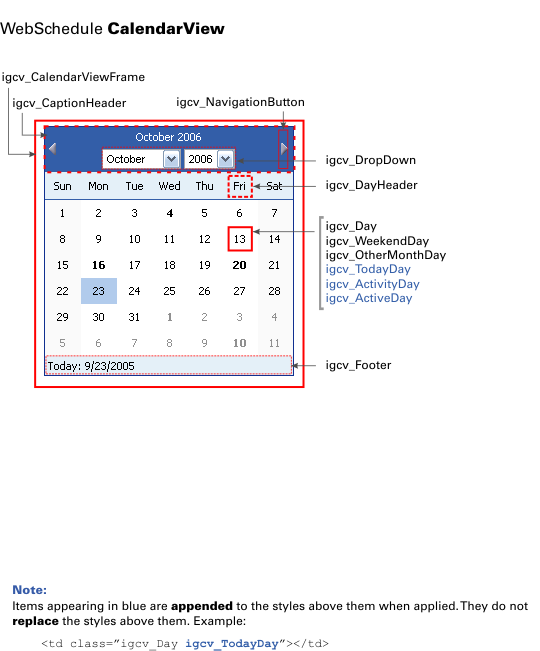 WebSchedule CalendarView
igcv_CalendarViewFrame
igcv_CaptionHeader
igcv_NavigationButton
October 2006
October 2006
igcv_DropDown
Sun Mon Tue Wed Thu Fri Sat
igcv_DayHeader
1 2 3 4 5 6 7
8 9 10 11 12 13 14
15 16 17 18 19 20 21
22 23 24 25 26 27 28
29 30 31 1 2 3 4
5 6 7 8 9 10 11
igcv_Day
igcv_WeekendDay
igcv_OtherMonthDay
igcv_TodayDay
igcv_ActivityDay
igcv_ActiveDay
Today: 9/23/2005
igcv_Footer
Note:
Items appearing in blue are appended to the styles above them when applied. They do not
replace the styles above them. Example:
<td class=”igcv_Day igcv_TodayDay”></td>